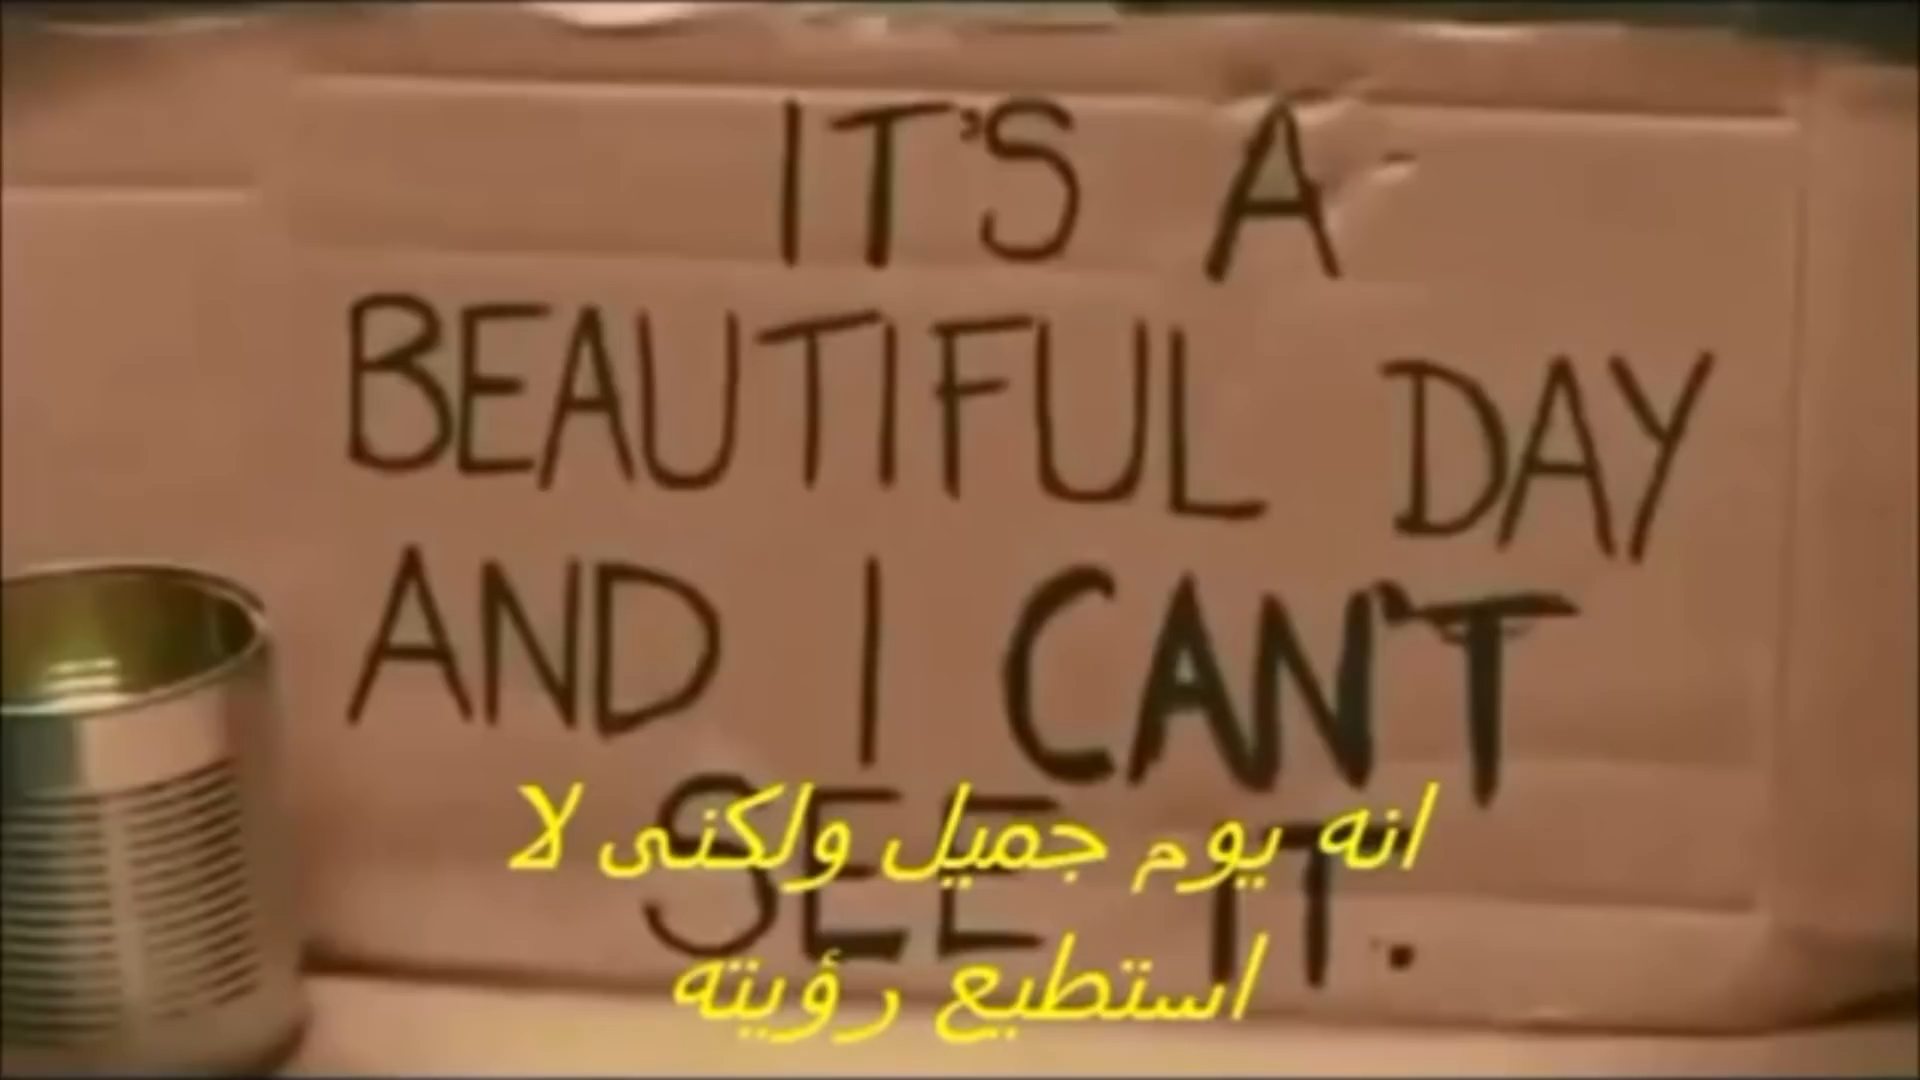 IT'S A
BEAUTIFUL DAY
AND I CAN'T
SEE IT.
انه يوم جميل ولكنى لا
استطيع رؤيته